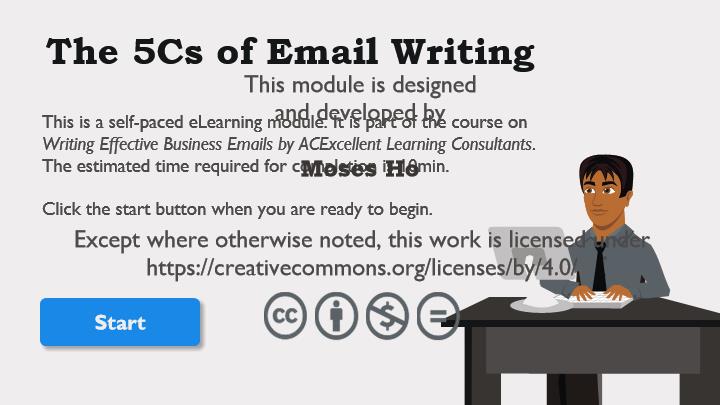 The 5Cs of Email Writing
This module is designed
and developed by
This is a self-paced eLearning module. It is part of the course on
Writing Effective Business Emails by ACExcellent Learning Consultants.
The estimated time required for completion is 10min.
Moses Ho
Click the start button when you are ready to begin.
Except where otherwise noted, this work is licensed under
https://creativecommons.org/licenses/by/4.0/
Start
cc